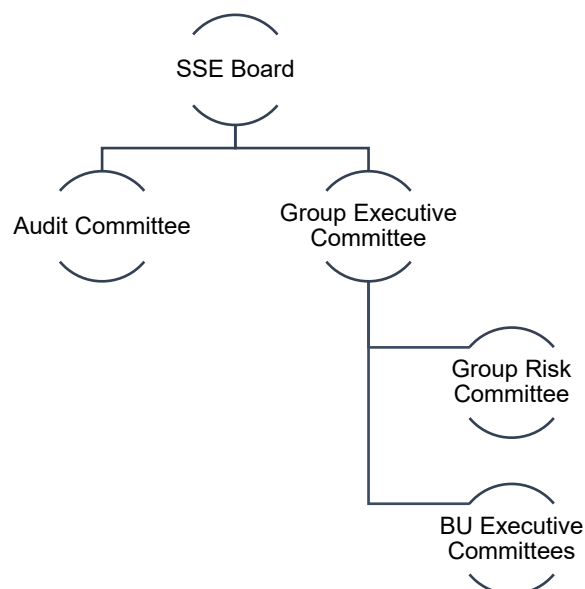 SSE Board
Audit Committee
Group Executive
Committee
Group Risk
Committee
BU Executive
Committees